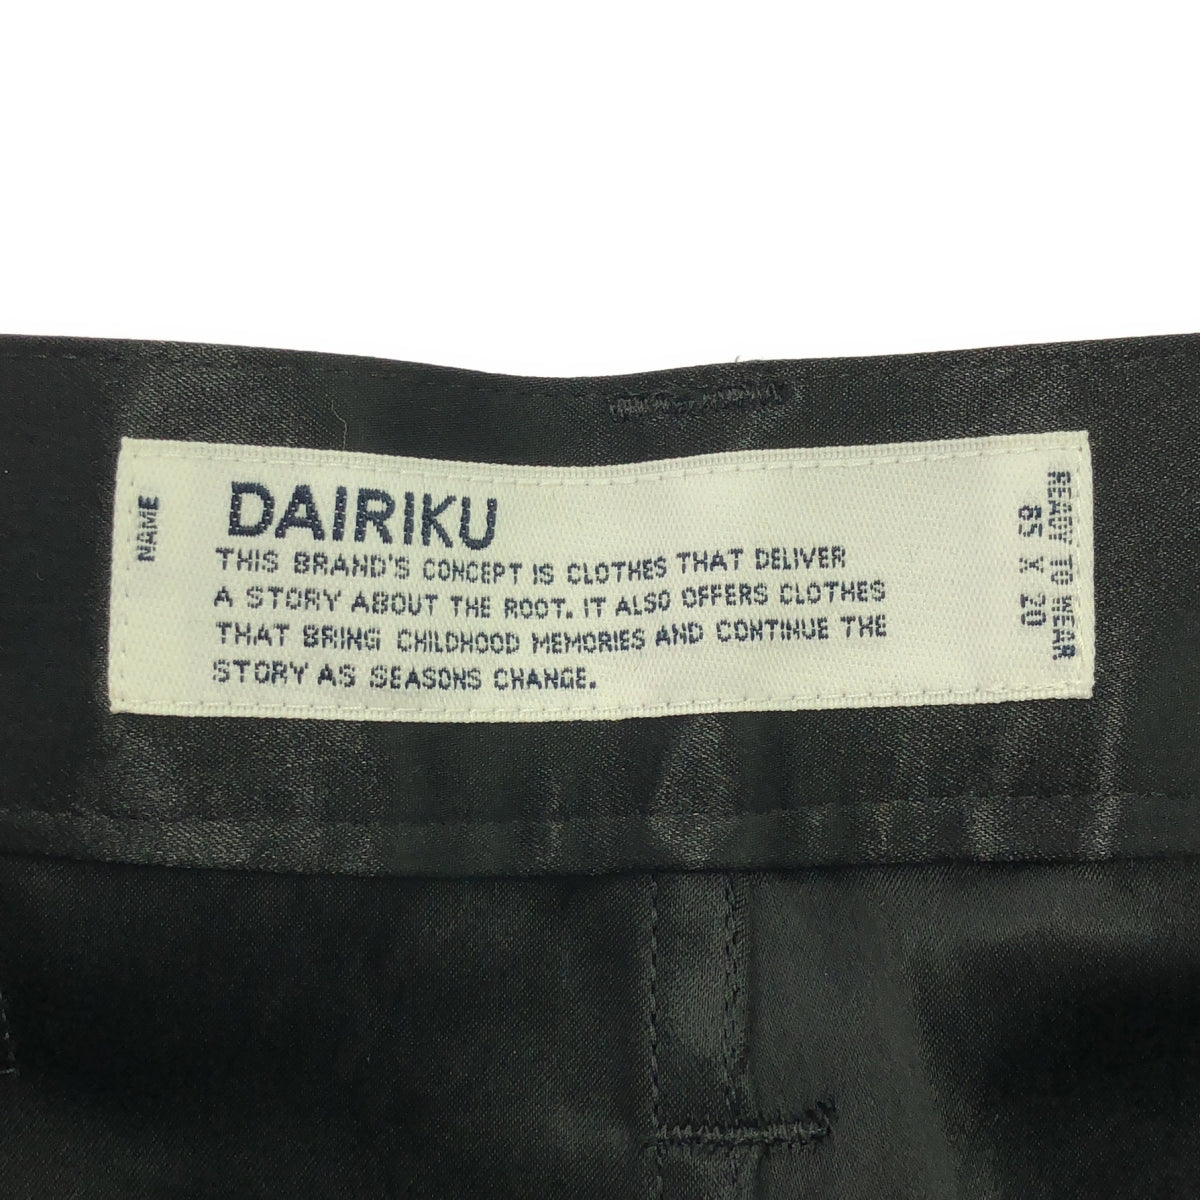 NAME
DAIRIKU
THIS BRAND'S CONCEPT IS CLOTHES THAT DELIVER
A STORY ABOUT THE ROOT. IT ALSO OFFERS CLOTHES
THAT BRING CHILDHOOD MEMORIES AND CONTINUE THE
STORY AS SEASONS CHANGE.
READY TO WEAR
65 X 20